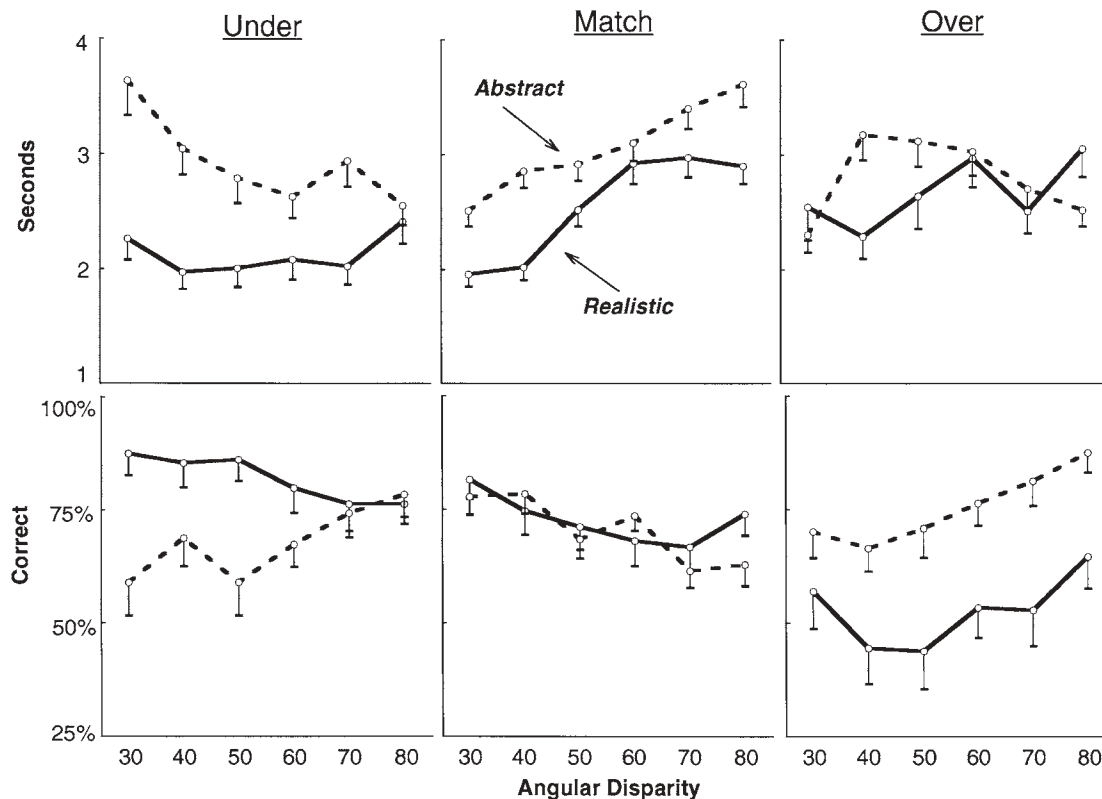 Under Match Over
4
3
2
1
Seconds
Abstract
Realistic
100%
75%
50%
25%
Correct
30 40 50 60 70 80 30 40 50 60 70 80 30 40 50 60 70 80
Angular Disparity